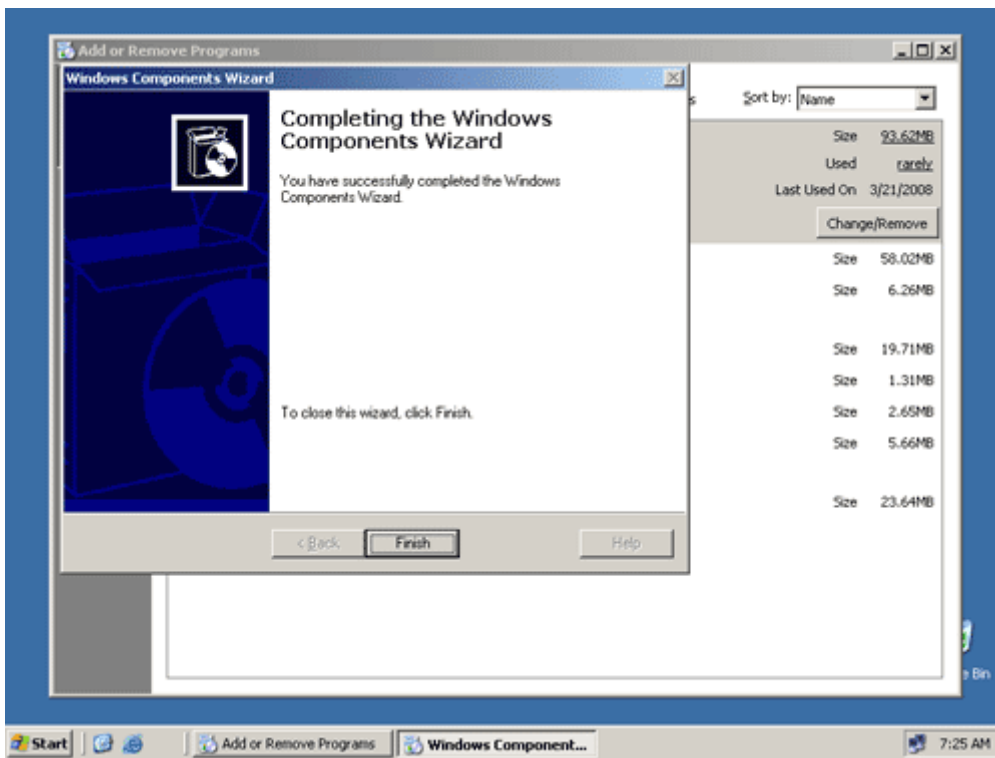 Add or Remove Programs
Windows Components Wizard
Completing the Windows
Components Wizard
You have successfully completed the Windows
Components Wizard.
To close this wizard, click Finish.
< Back
Finish
Help
s
Sort by: Name
Size 93.62MB
Used rarely
Last Used On 3/21/2008
Change/Remove
Size 58.02MB
Size 6.26MB
Size 19.71MB
Size 1.31MB
Size 2.65MB
Size 5.66MB
Size 23.64MB
e Bin
Start
Add or Remove Programs
Windows Component...
7:25 AM